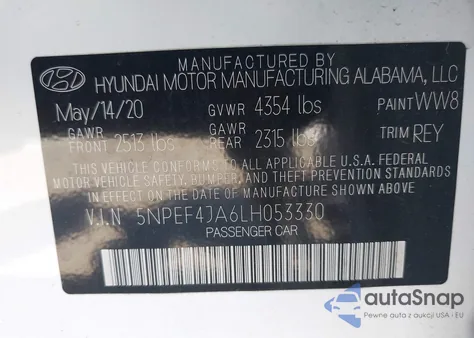 MANUFACTURED BY
HYUNDAI MOTOR MANUFACTURING ALABAMA, LLC
May/14/20 GVWR 4354 lbs PAINT WW8
GAWR FRONT 2513 lbs GAWR REAR 2315 lbs TRIM REY
THIS VEHICLE CONFORMS TO ALL APPLICABLE U.S.A. FEDERAL
MOTOR VEHICLE SAFETY, BUMPER, AND THEFT PREVENTION STANDARDS
IN EFFECT ON THE DATE OF MANUFACTURE SHOWN ABOVE.
V.I.N 5NPEF4JA6LH053330
PASSENGER CAR
autoSnap
Pewne auta z aukcji USA i EU